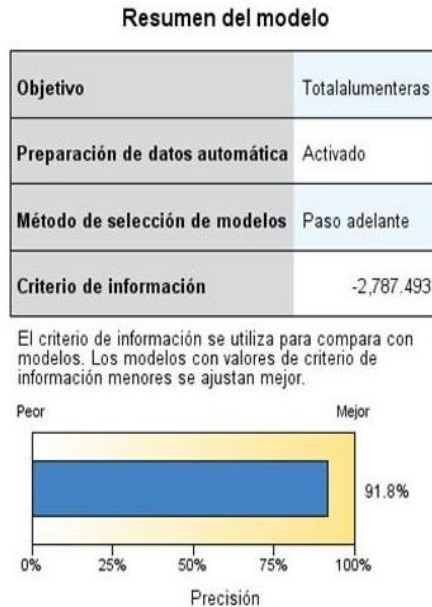 Resumen del modelo
Objetivo Totalalumenteras
Preparación de datos automática Activado
Método de selección de modelos Paso adelante
Criterio de información -2,787.493
El criterio de información se utiliza para compara con
modelos. Los modelos con valores de criterio de
información menores se ajustan mejor.
Peor Mejor
91.8%
0% 25% 50% 75% 100%
Precisión